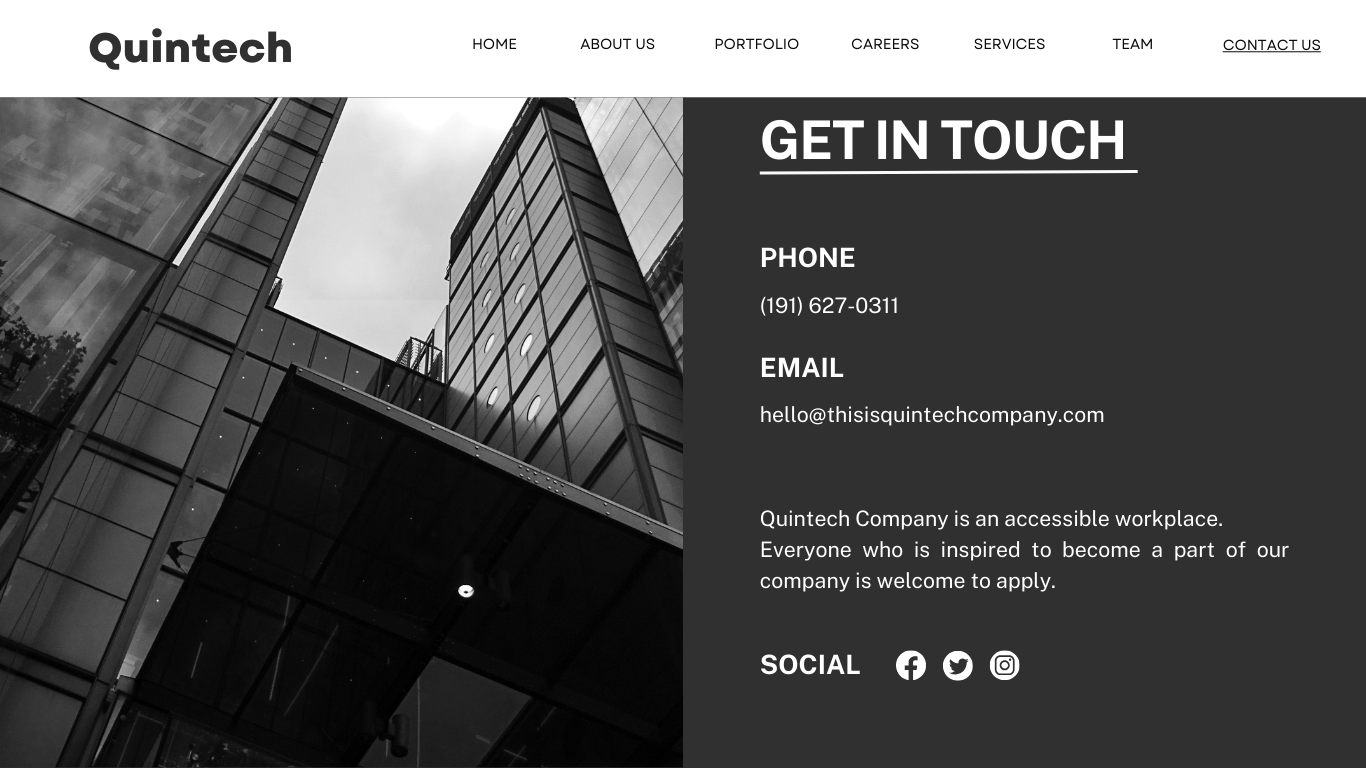 Quintech
HOME
ABOUT US
PORTFOLIO
CAREERS
SERVICES
TEAM
CONTACT US
GET IN TOUCH
PHONE
(191) 627-0311
EMAIL
hello@thisisquintechcompany.com
Quintech Company is an accessible workplace.
Everyone who is inspired to become a part of our
company is welcome to apply.
SOCIAL